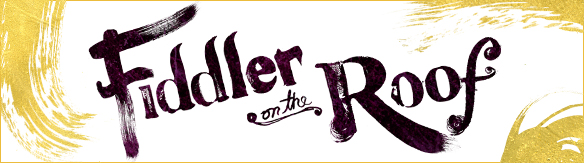 Fiddler
on the
Roof